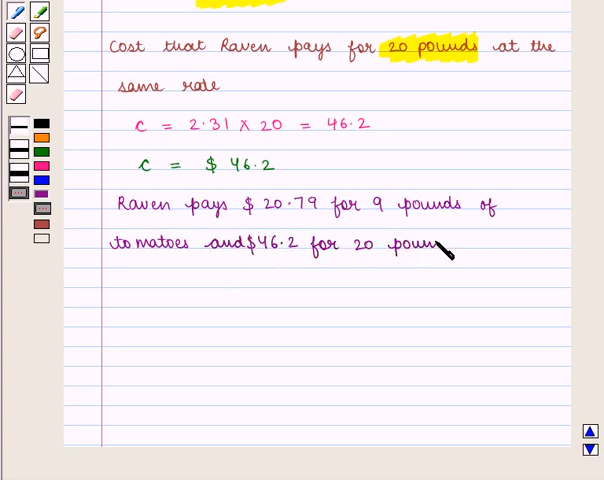 Cost that Raven pays for 20 pounds at the
same rate
C = 2.31 × 20 = 46.2
C = $ 46.2
Raven pays $ 20.79 for 9 pounds of
tomatoes and $46.2 for 20 poun